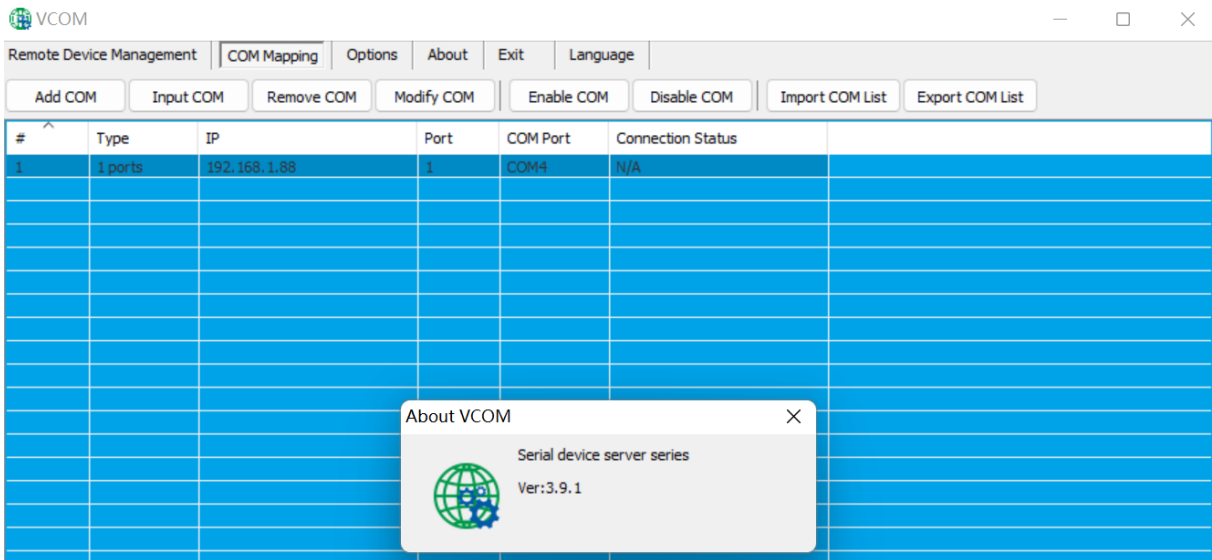 VCOM
Remote Device Management COM Mapping Options About Exit Language
Add COM Input COM Remove COM Modify COM Enable COM Disable COM Import COM List Export COM List
# Type IP Port COM Port Connection Status
1 1 ports 192.168.1.88 1 COM4 N/A
About VCOM
Serial device server series
Ver:3.9.1